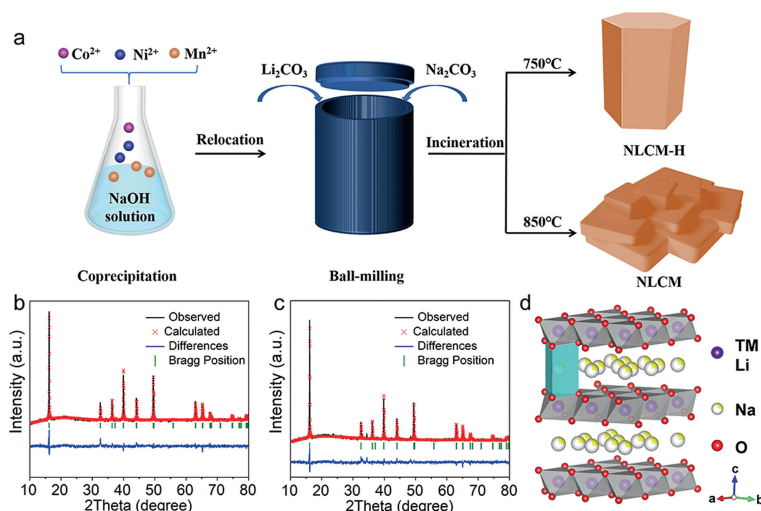 a
Co²⁺ Ni²⁺ Mn²⁺
Li₂CO₃ Na₂CO₃
750℃
Relocation
Incineration
NLCM-H
NaOH
solution
850℃
Coprecipitation
Ball-milling
NLCM
b
Intensity (a.u.)
Observed
Calculated
Differences
Bragg Position
10 20 30 40 50 60 70 80
2Theta (degree)
c
Intensity (a.u.)
Observed
Calculated
Differences
Bragg Position
10 20 30 40 50 60 70 80
2Theta (degree)
d
TM
Li
Na
O
c
a b